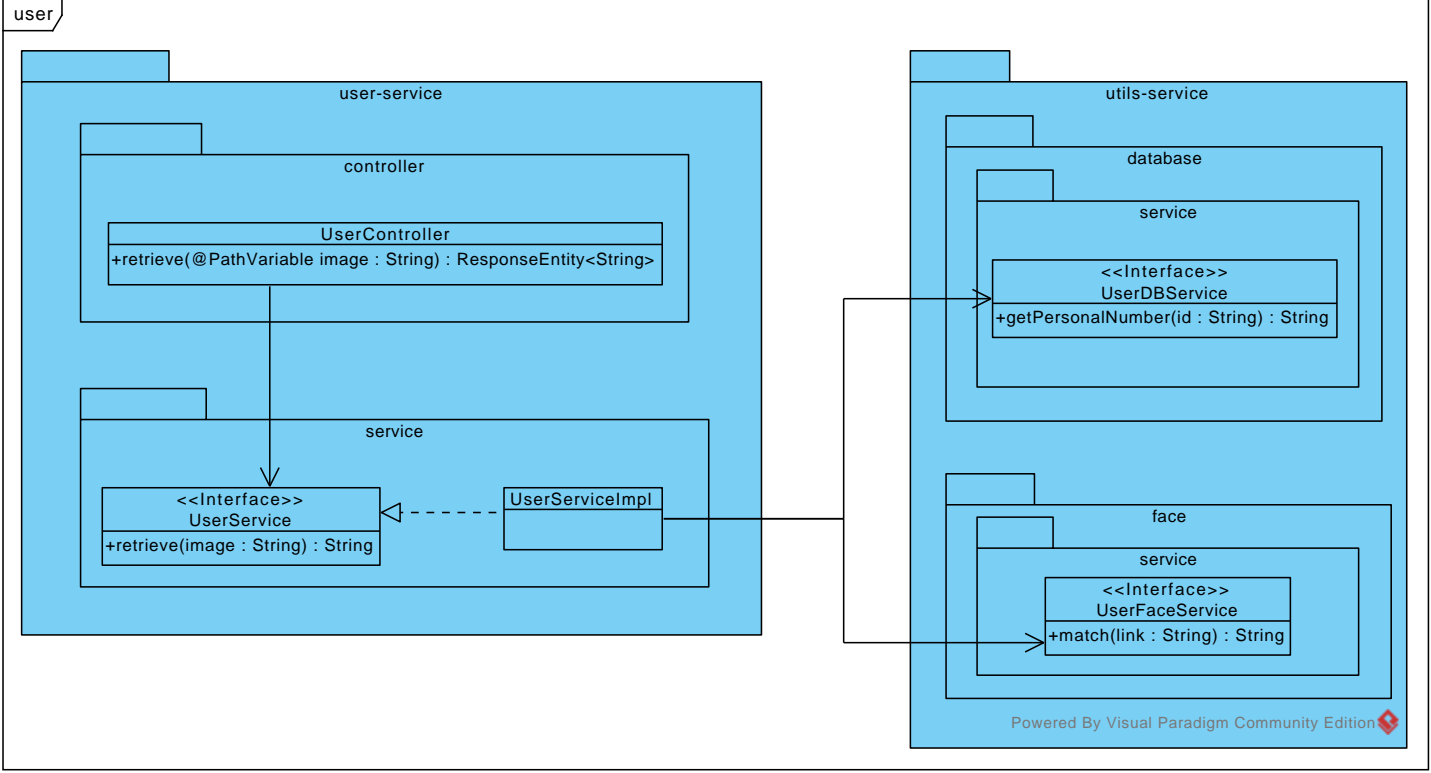 user
user-service
controller
UserController
+retrieve(@PathVariable image : String) : ResponseEntity<String>
service
<<Interface>>
UserService
+retrieve(image : String) : String
UserServiceImpl
utils-service
database
service
<<Interface>>
UserDBService
+getPersonalNumber(id : String) : String
face
service
<<Interface>>
UserFaceService
+match(link : String) : String
Powered By Visual Paradigm Community Edition